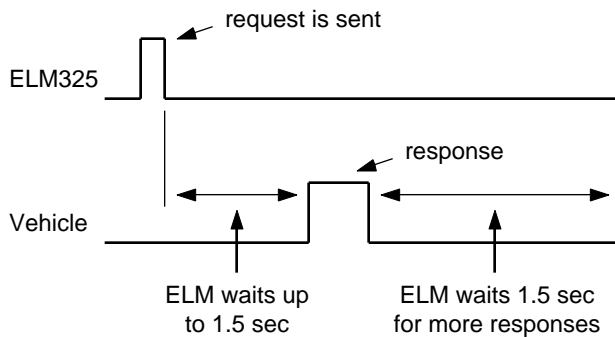 request is sent
ELM325
response
Vehicle
ELM waits up
to 1.5 sec
ELM waits 1.5 sec
for more responses